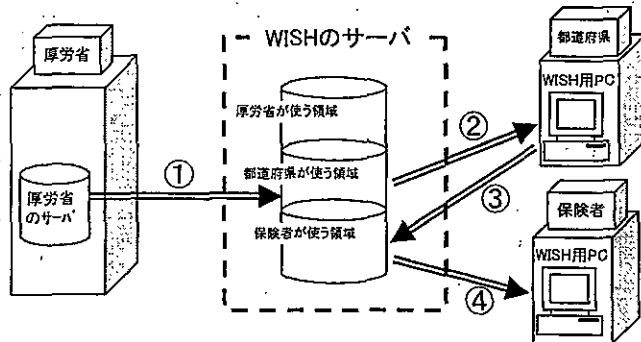 厚労省
WISHのサーバ
都道府県
WISH用PC
厚労省が使う領域
②
①
都道府県が使う領域
厚労省
のサーバ
③
保険者
保険者が使う領域
WISH用PC
④